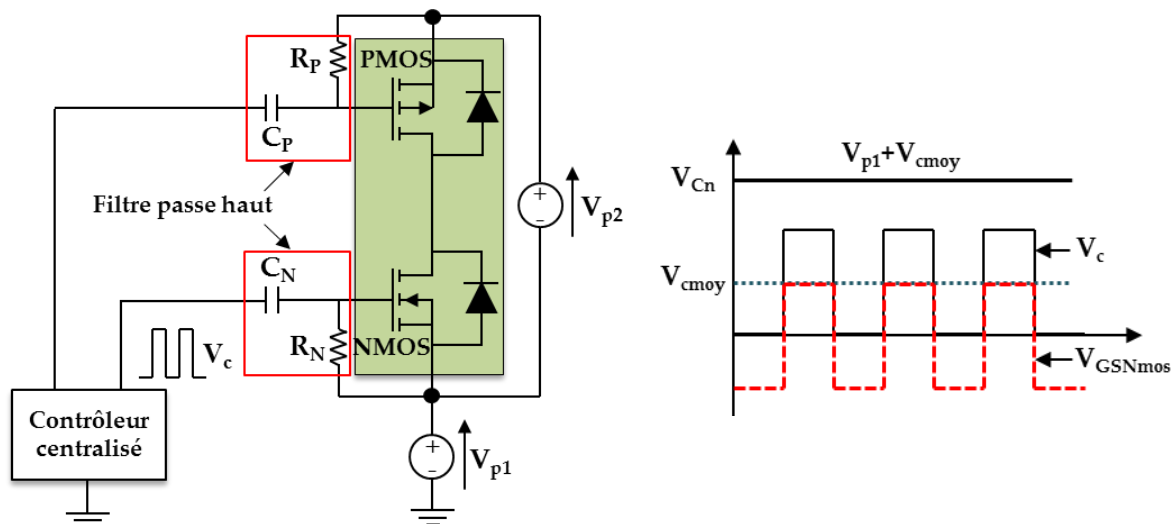 R_P
PMOS
C_P
Filtre passe haut
C_N
R_N
NMOS
V_c
Contrôleur
centralisé
V_p2
V_p1
V_p1+V_cmoy
V_Cn
V_c
V_cmoy
V_GSNmos
+
-
+
-